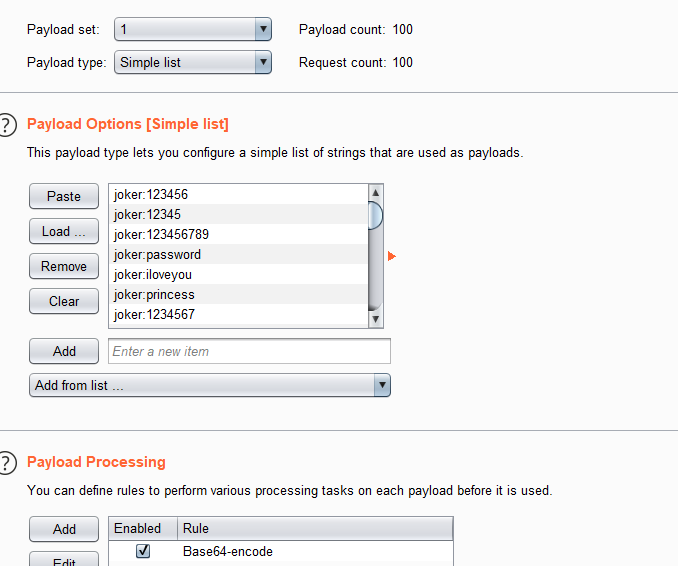 Payload set: 1 Payload count: 100
Payload type: Simple list Request count: 100
? Payload Options [Simple list]
This payload type lets you configure a simple list of strings that are used as payloads.
Paste joker:123456
joker:12345
Load ... joker:123456789
joker:password
Remove joker:iloveyou
joker:princess
Clear joker:1234567
Add Enter a new item
Add from list ...
? Payload Processing
You can define rules to perform various processing tasks on each payload before it is used.
Add Enabled Rule
Base64-encode
Edit